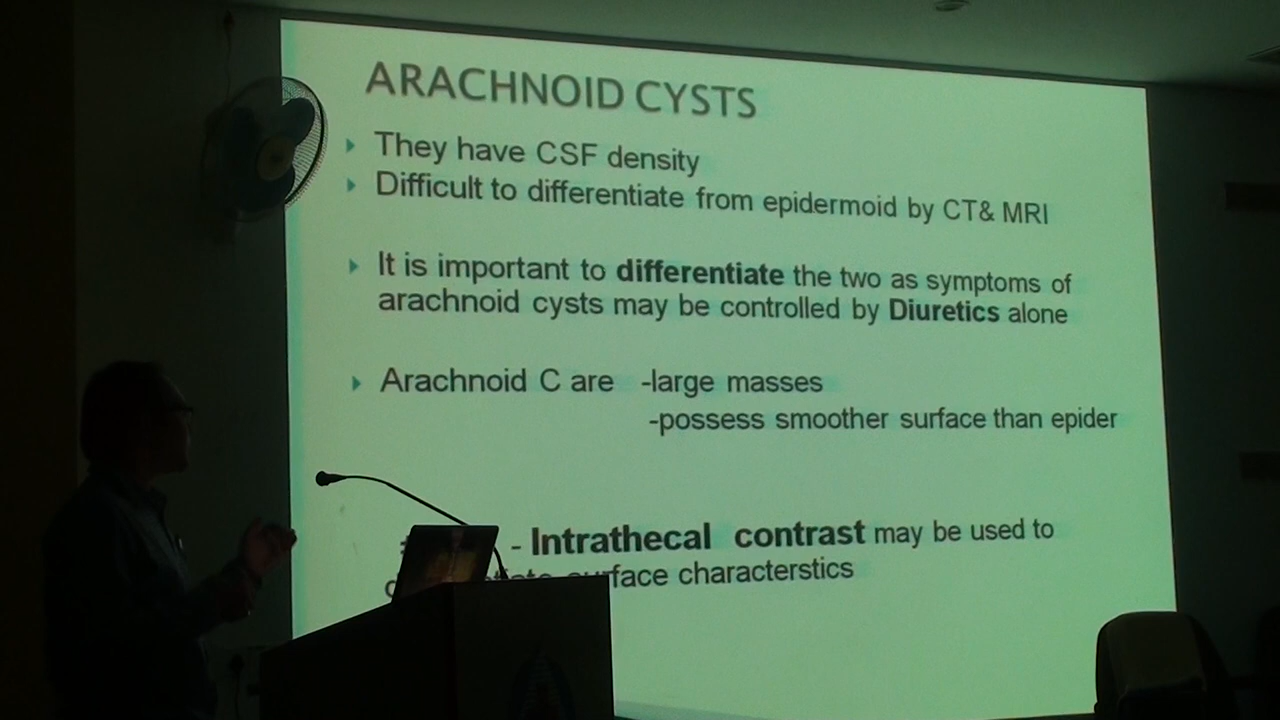 ARACHNOID CYSTS
They have CSF density
Difficult to differentiate from epidermoid by CT& MRI
It is important to differentiate the two as symptoms of
arachnoid cysts may be controlled by Diuretics alone
Arachnoid C are -large masses
-possess smoother surface than epider
- Intrathecal contrast may be used to
characterstics